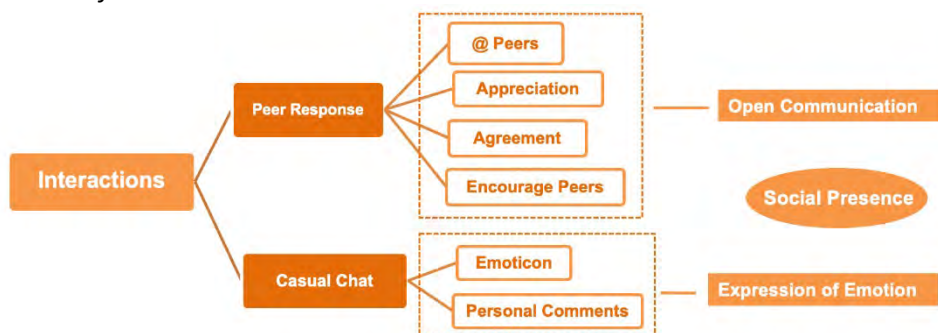 @ Peers
Peer Response
Appreciation
Open Communication
Agreement
Interactions
Encourage Peers
Social Presence
Emoticon
Casual Chat
Expression of Emotion
Personal Comments